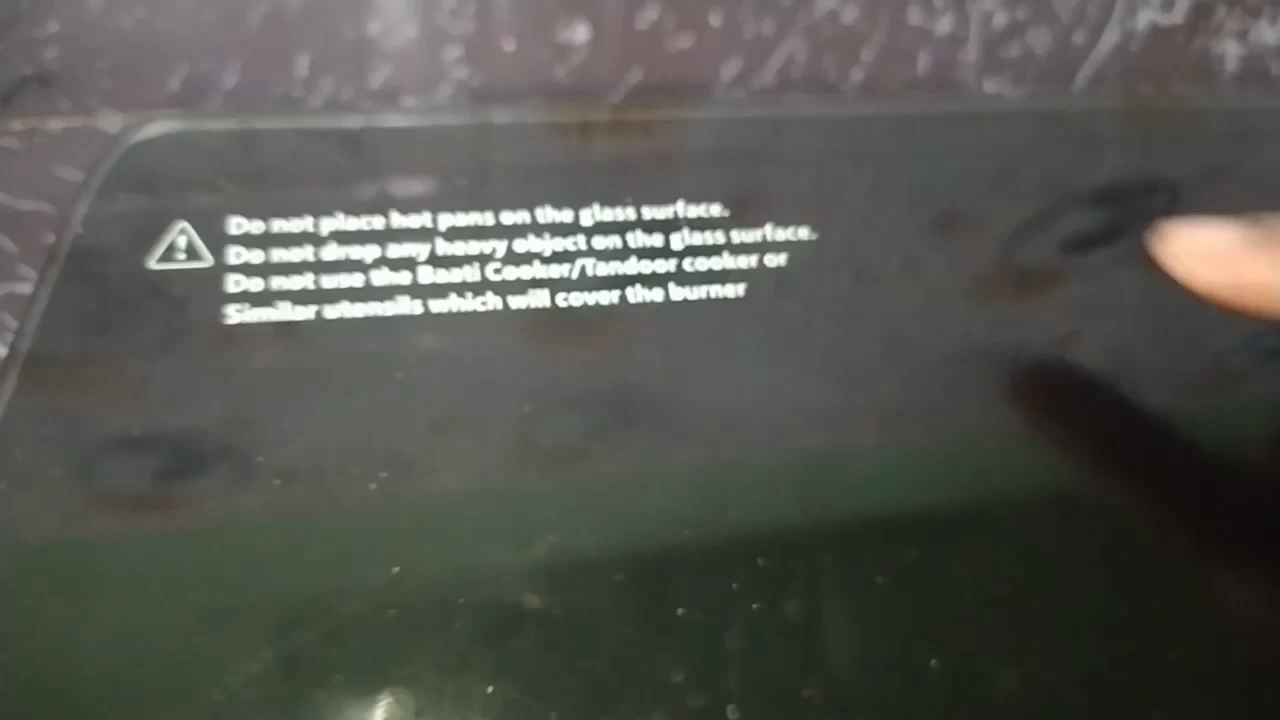 Do not place hot pans on the glass surface.
Do not drop any heavy object on the glass surface.
Do not use the Baati Cooker/Tandoor cooker or
Similar utensils which will cover the burner